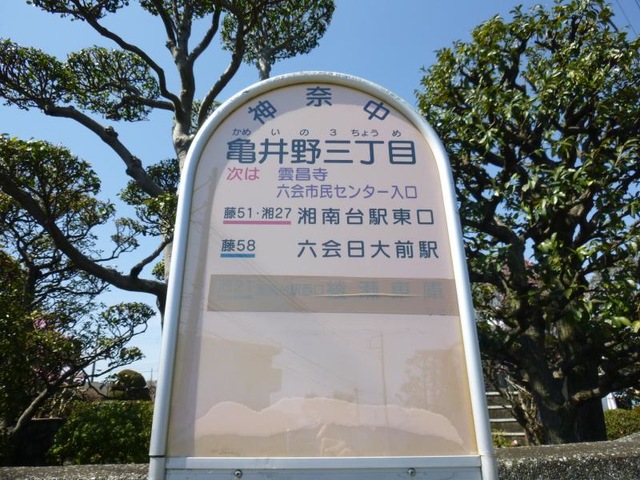 神奈中
かめいの3ちょうめ
亀井野三丁目
次は 雲昌寺
六会市民センター入口
藤51・湘27 湘南台駅東口
藤58 六会日大前駅